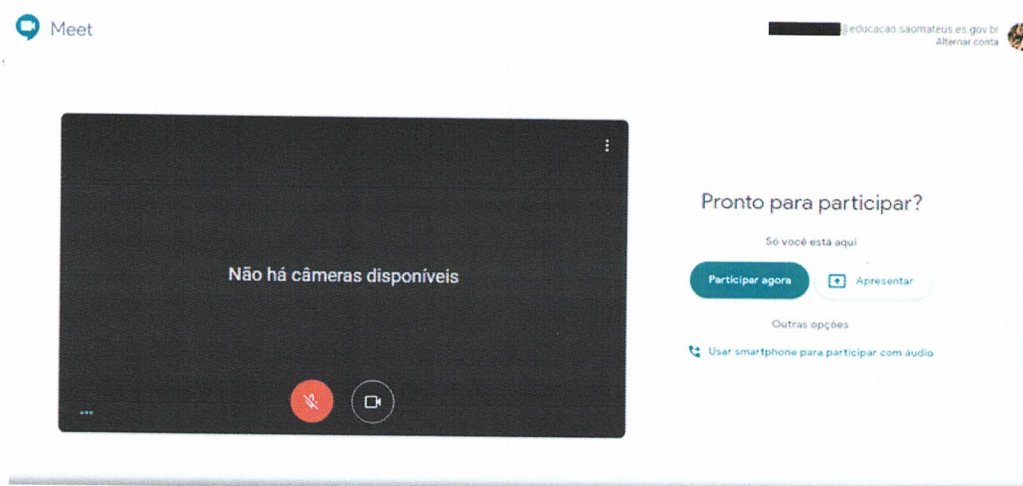 Meet
@educacao.saomateus.es.gov.br
Alternar conta
Não há câmeras disponíveis
Pronto para participar?
Só você está aqui
Participar agora
Apresentar
Outras opções
Usar smartphone para participar com áudio